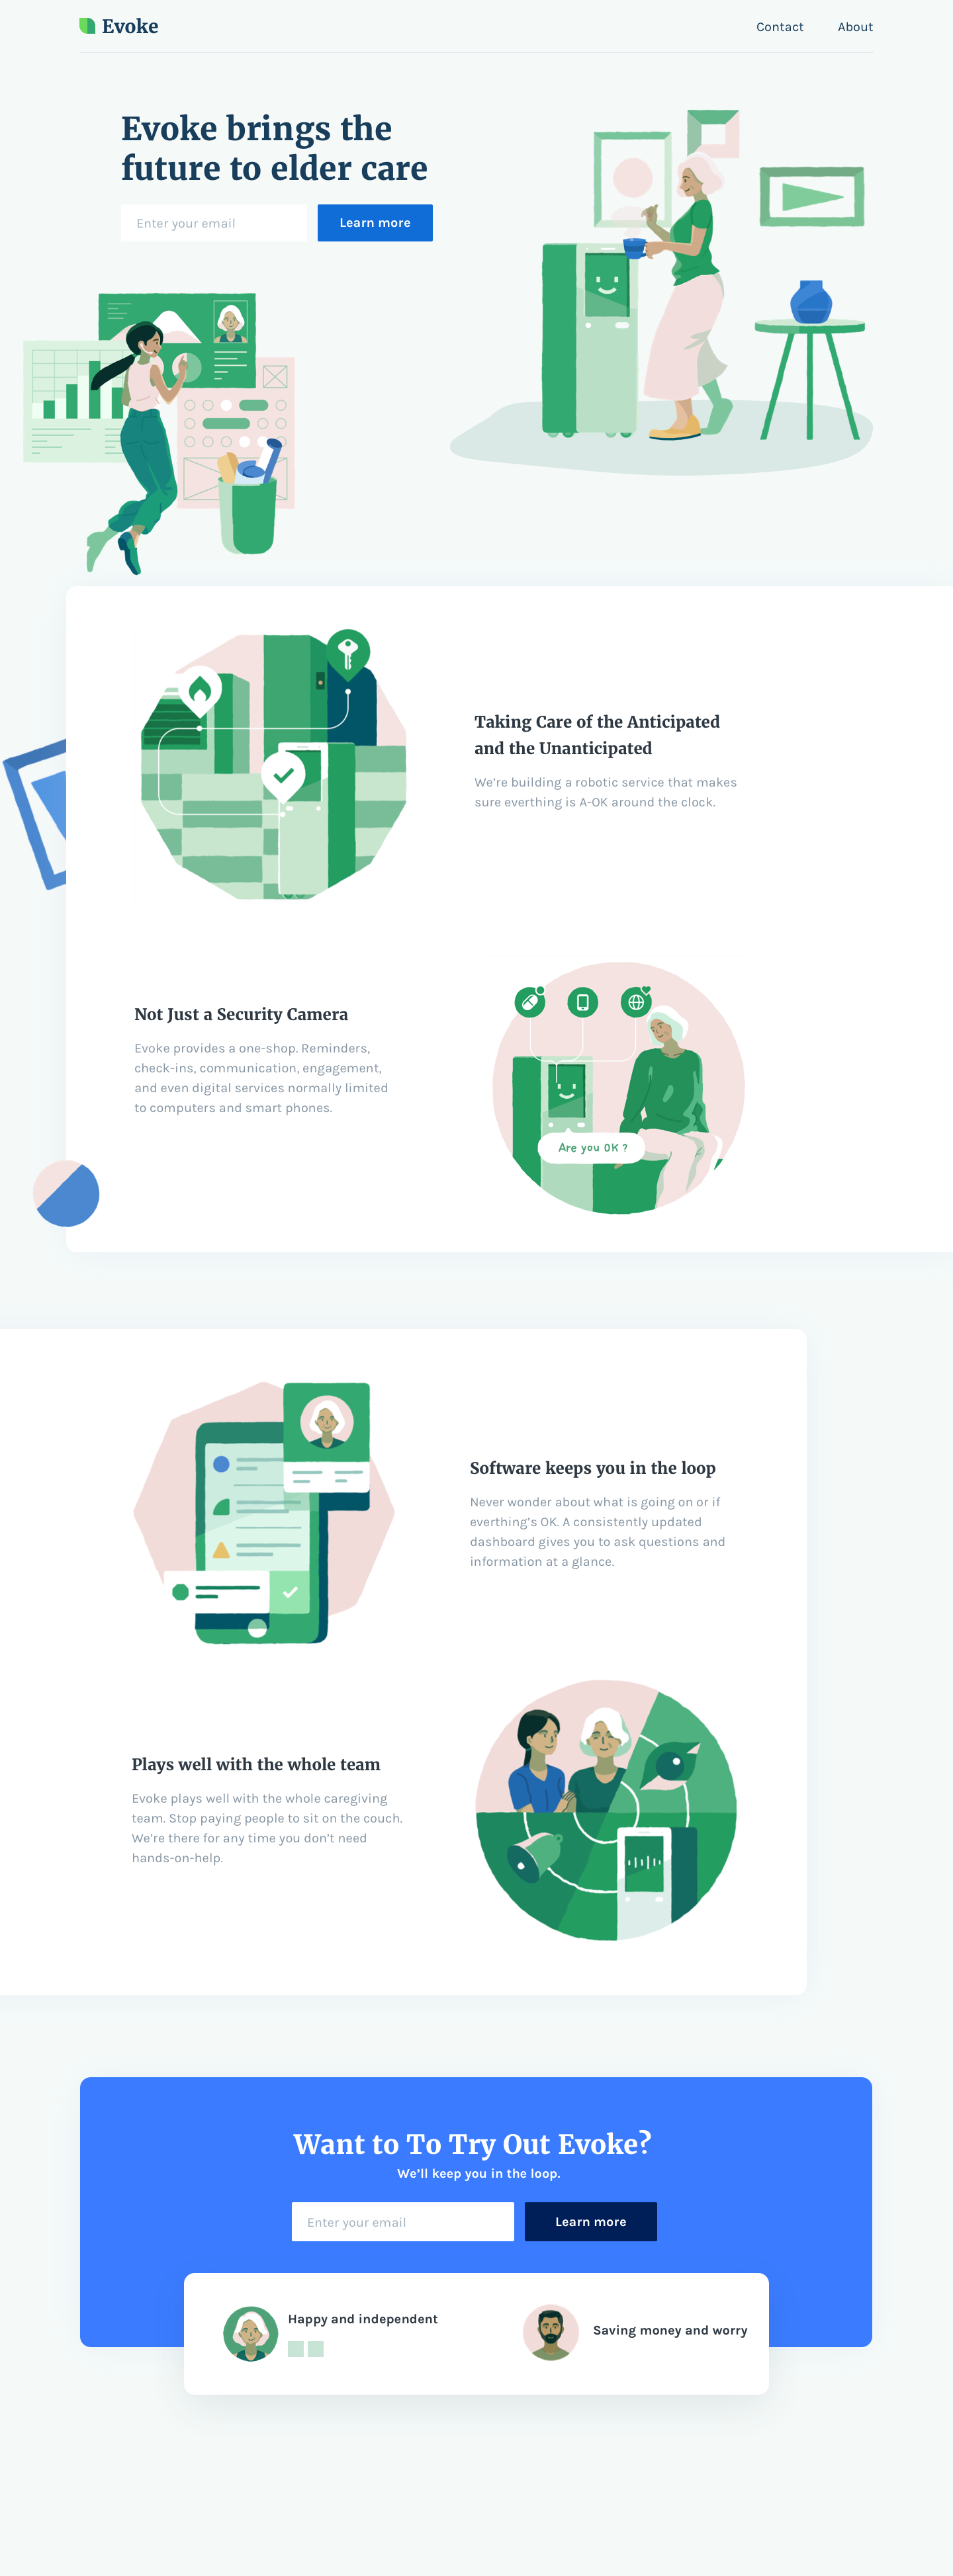 Evoke
Contact
About
Evoke brings the
future to elder care
Enter your email
Learn more
Taking Care of the Anticipated
and the Unanticipated
We’re building a robotic service that makes
sure everthing is A-OK around the clock.
Not Just a Security Camera
Evoke provides a one-shop. Reminders,
check-ins, communication, engagement,
and even digital services normally limited
to computers and smart phones.
Are you OK ?
Software keeps you in the loop
Never wonder about what is going on or if
everthing’s OK. A consistently updated
dashboard gives you to ask questions and
information at a glance.
Plays well with the whole team
Evoke plays well with the whole caregiving
team. Stop paying people to sit on the couch.
We’re there for any time you don’t need
hands-on-help.
Want to To Try Out Evoke?
We’ll keep you in the loop.
Enter your email
Learn more
Happy and independent
Saving money and worry